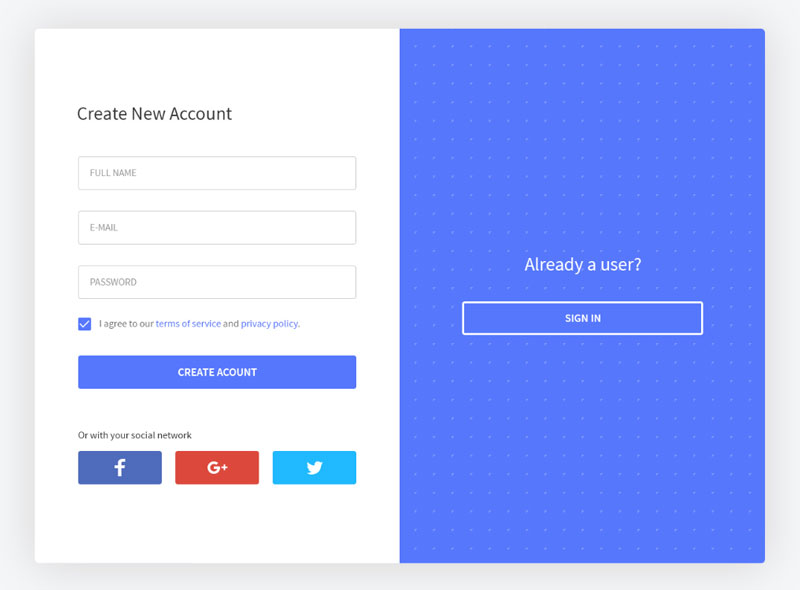 Create New Account
FULL NAME
E-MAIL
PASSWORD
I agree to our terms of service and privacy policy.
CREATE ACOUNT
Or with your social network
f
G+
Already a user?
SIGN IN